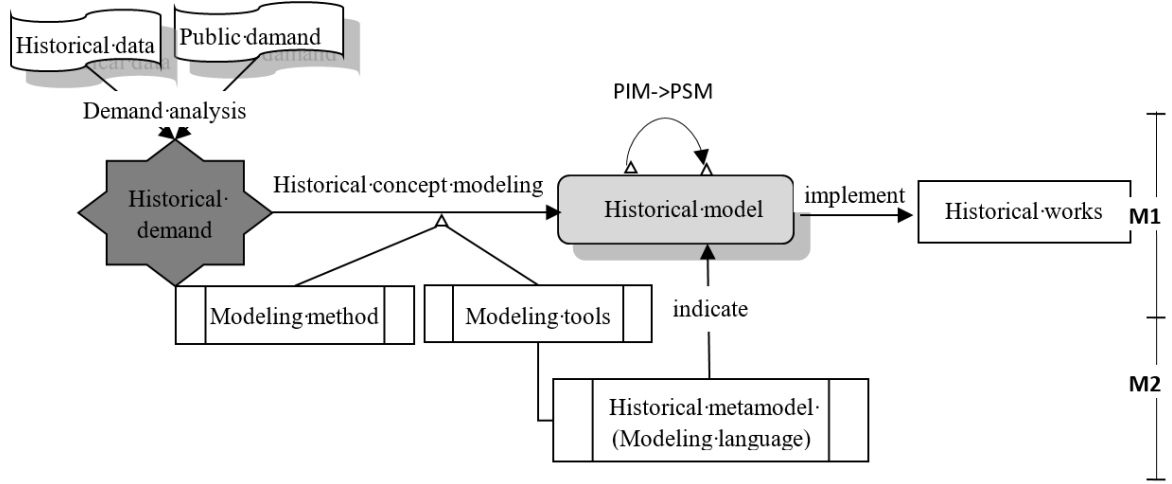 Historical·data
Public·damand
Demand·analysis
PIM->PSM
Historical·
demand
Historical·concept·modeling
Historical·model
implement
Historical·works
M1
Modeling·method
Modeling·tools
indicate
M2
Historical·metamodel·
(Modeling·language)